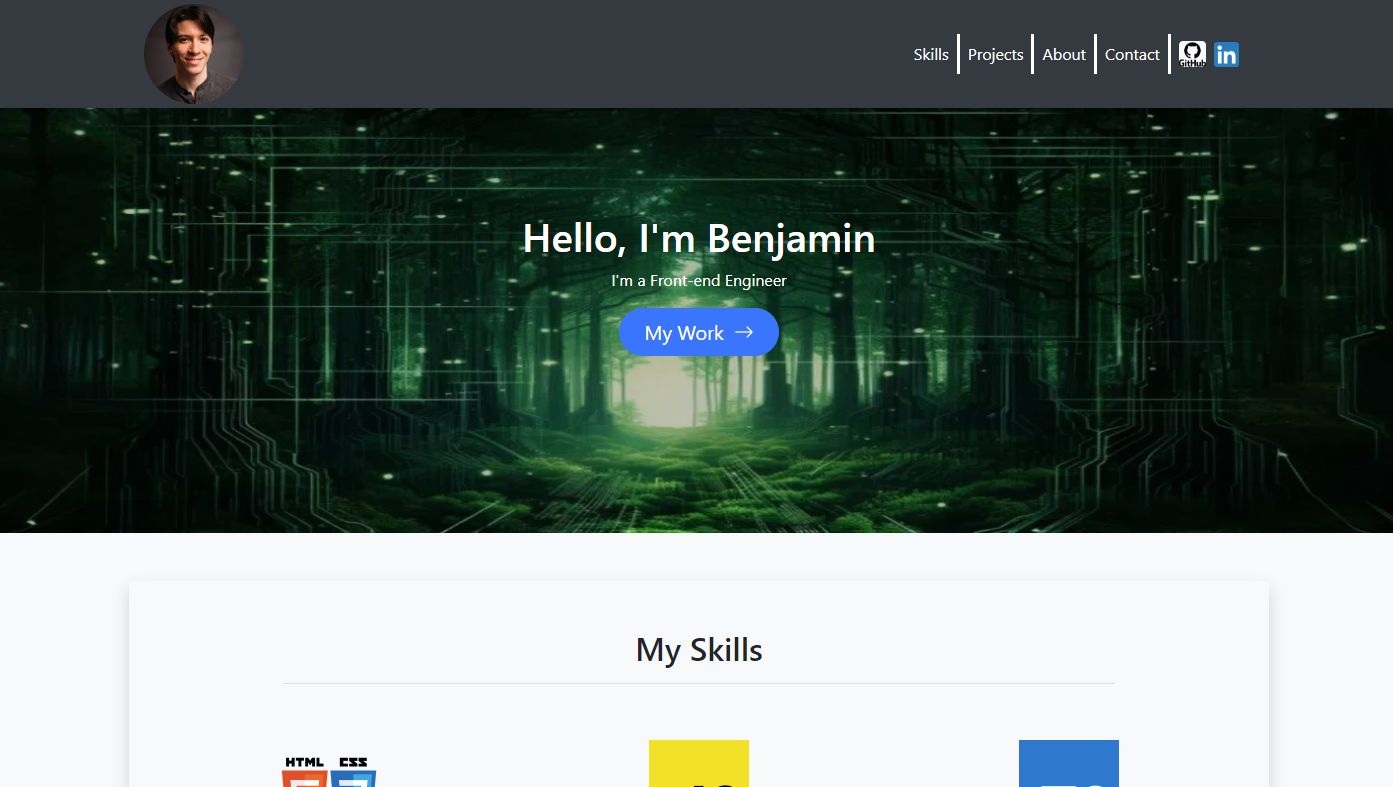 Skills
Projects
About
Contact
GitHub
in
Hello, I'm Benjamin
I'm a Front-end Engineer
My Work
My Skills
HTML CSS